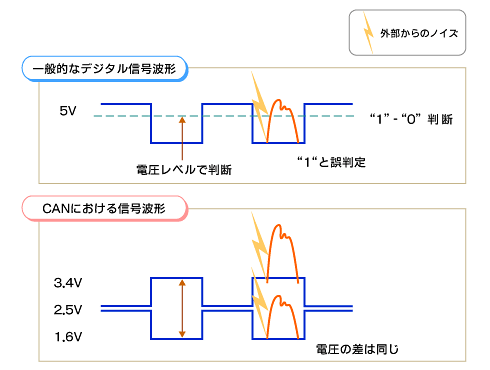 外部からのノイズ
一般的なデジタル信号波形
5V
“1” - “0” 判断
電圧レベルで判断
“1“と誤判定
CANにおける信号波形
3.4V
2.5V
1.6V
電圧の差は同じ